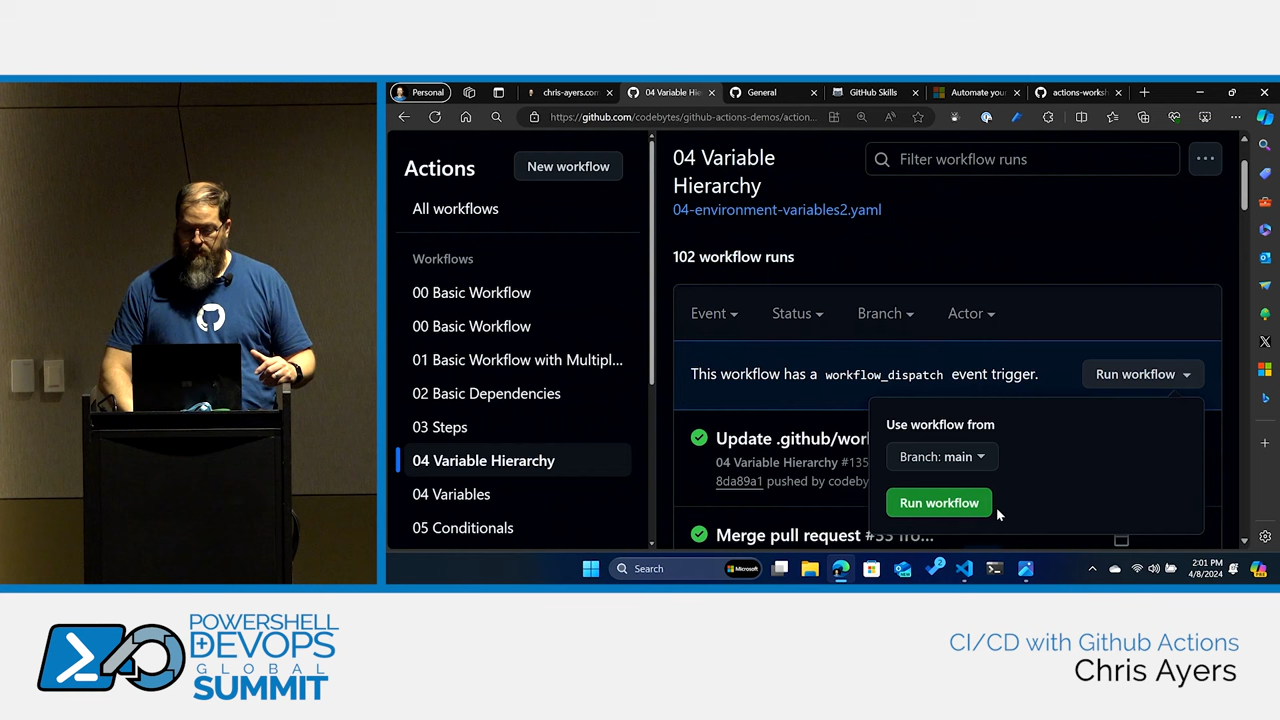 Personal
chris-ayers.com
04 Variable Hie
General
GitHub Skills
Automate you
actions-worksh
https://github.com/codebytes/github-actions-demos/action...
Actions
New workflow
All workflows
Workflows
00 Basic Workflow
00 Basic Workflow
01 Basic Workflow with Multipl...
02 Basic Dependencies
03 Steps
04 Variable Hierarchy
04 Variables
05 Conditionals
04 Variable
Hierarchy
04-environment-variables2.yaml
Filter workflow runs
102 workflow runs
Event
Status
Branch
Actor
This workflow has a workflow_dispatch event trigger.
Run workflow
Use workflow from
Branch: main
Run workflow
Update .github/wor
04 Variable Hierarchy #135
8da89a1 pushed by codeby
Merge pull request #33 fro...
Search
Microsoft
2:01 PM
4/8/2024
POWERSHELL
DEVOPS
GLOBAL
SUMMIT
CI/CD with Github Actions
Chris Ayers